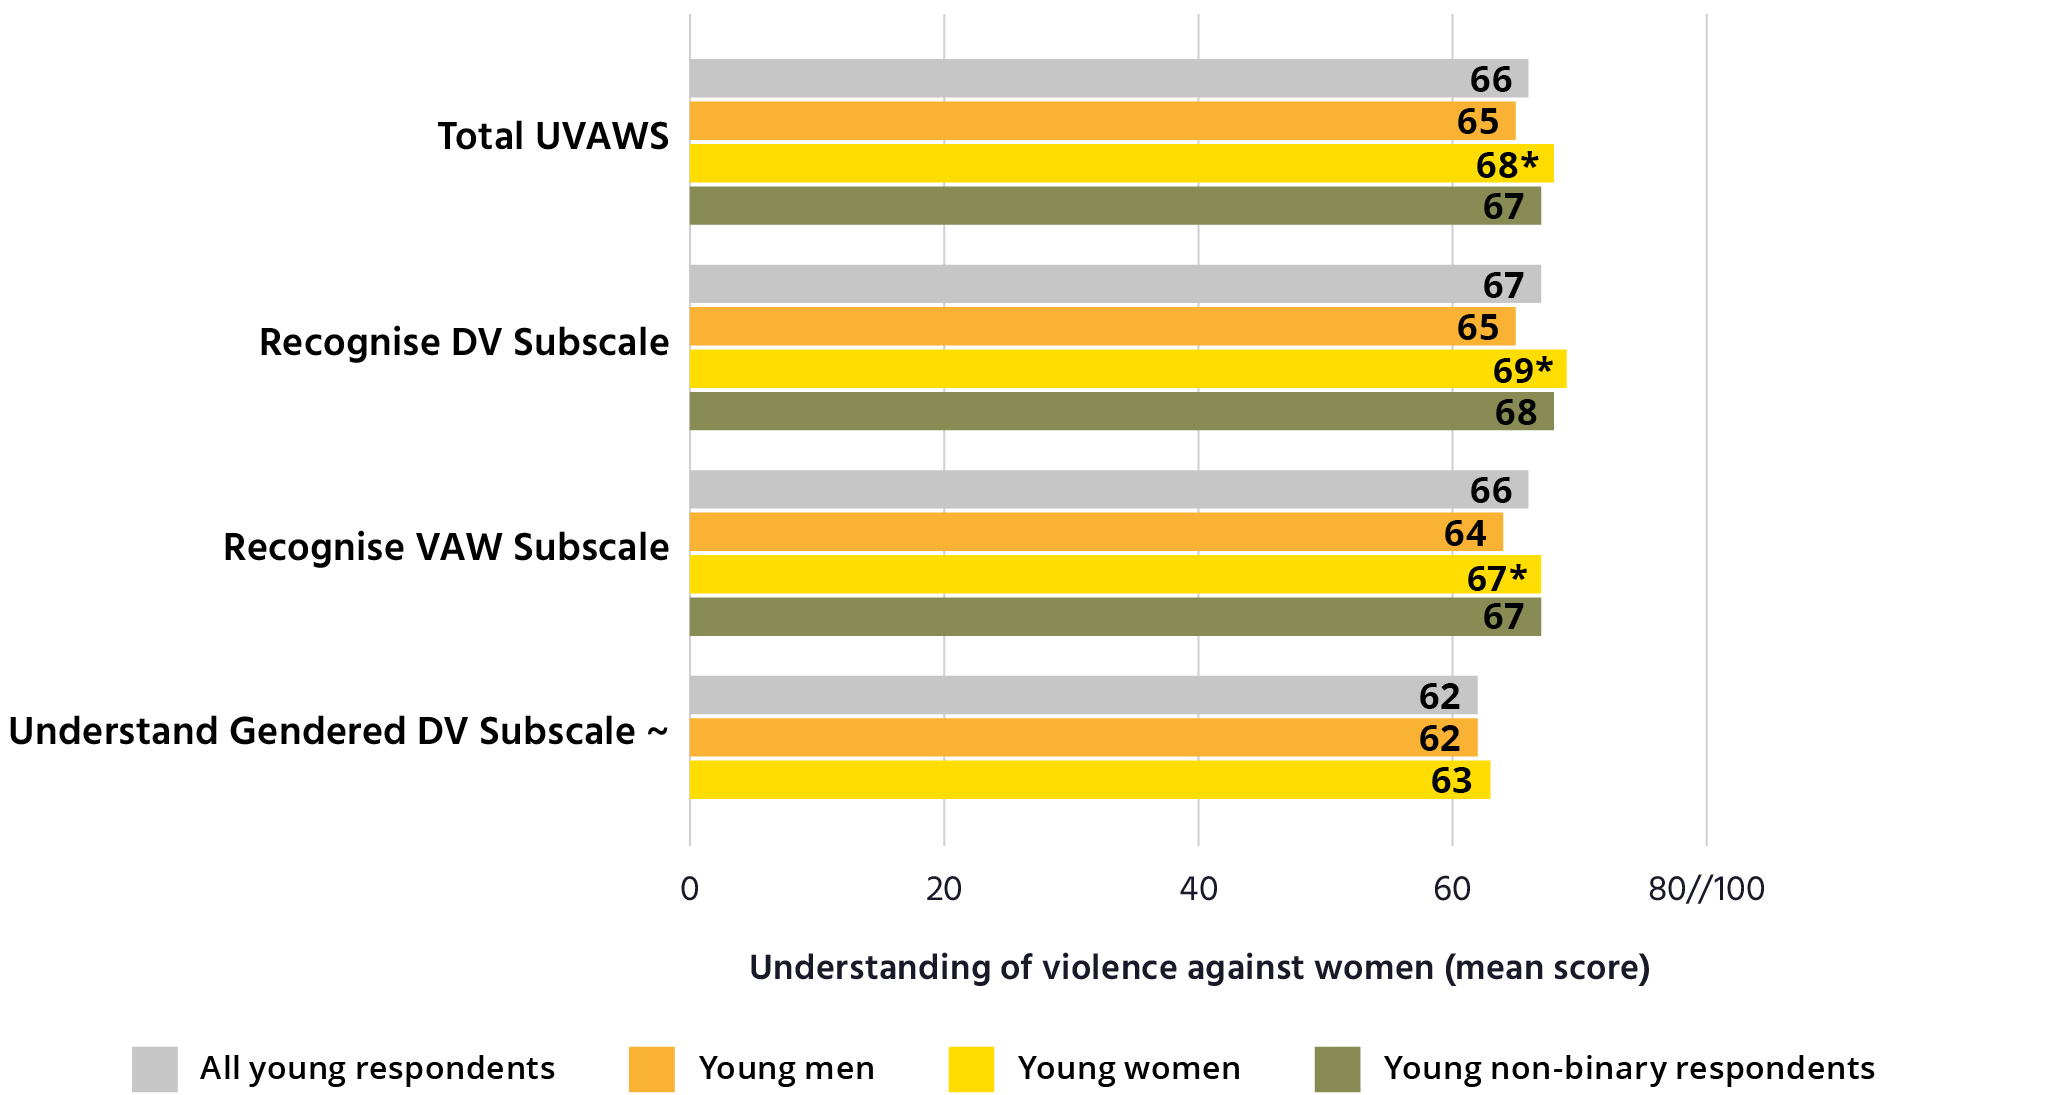 Total UVAWS
66
65
68*
67
Recognise DV Subscale
67
65
69*
68
Recognise VAW Subscale
66
64
67*
67
Understand Gendered DV Subscale ~
62
62
63
0 20 40 60 80//100
Understanding of violence against women (mean score)
All young respondents Young men Young women Young non-binary respondents